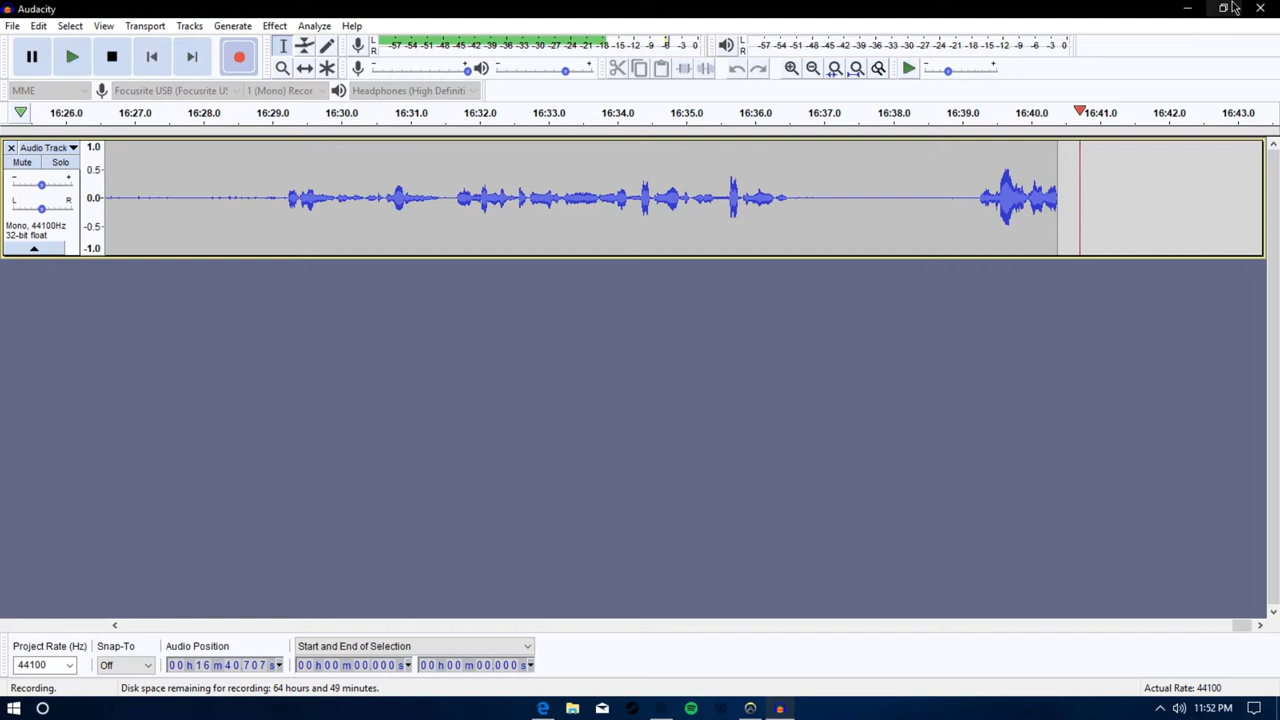 Audacity
File Edit Select View Transport Tracks Generate Effect Analyze Help
L R -57 -54 -51 -48 -45 -42 -39 -36 -33 -30 -27 -24 -21 -18 -15 -12 -9 -6 -3 0
L R -57 -54 -51 -48 -45 -42 -39 -36 -33 -30 -27 -24 -21 -18 -15 -12 -9 -6 -3 0
MME Focusrite USB (Focusrite US 1 (Mono) Recor Headphones (High Definiti
16:26.0 16:27.0 16:28.0 16:29.0 16:30.0 16:31.0 16:32.0 16:33.0 16:34.0 16:35.0 16:36.0 16:37.0 16:38.0 16:39.0 16:40.0 16:41.0 16:42.0 16:43.0
Audio Track 1.0
Mute Solo 0.5
- +
L R 0.0
Mono, 44100Hz -0.5
32-bit float
-1.0
Project Rate (Hz) Snap-To Audio Position Start and End of Selection
44100 Off 00 h 16 m 40.707 s 00 h 00 m 00.000 s 00 h 00 m 00.000 s
Recording. Disk space remaining for recording: 64 hours and 49 minutes. Actual Rate: 44100
11:52 PM